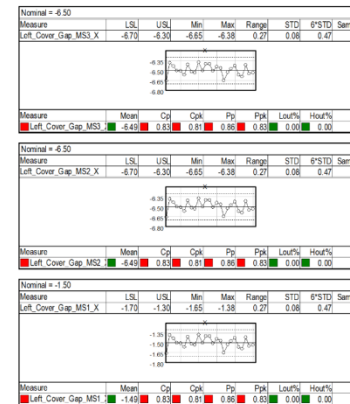 Nominal = -6.50
Measure LSL USL Min Max Range STD 6*STD Sam
Left_Cover_Gap_MS3_X -6.70 -6.30 -6.65 -6.38 0.27 0.08 0.47
X
-6.35
-6.50
-6.65
-6.80
Measure Mean Cp Cpk Pp Ppk Lout% Hout%
Left_Cover_Gap_MS3_ -6.49 0.83 0.81 0.86 0.83 0.00 0.00
Nominal = -6.50
Measure LSL USL Min Max Range STD 6*STD Sam
Left_Cover_Gap_MS2_X -6.70 -6.30 -6.65 -6.38 0.27 0.08 0.47
X
-6.35
-6.50
-6.65
-6.80
Measure Mean Cp Cpk Pp Ppk Lout% Hout%
Left_Cover_Gap_MS2_ -6.49 0.83 0.81 0.86 0.83 0.00 0.00
Nominal = -1.50
Measure LSL USL Min Max Range STD 6*STD Sam
Left_Cover_Gap_MS1_X -1.70 -1.30 -1.65 -1.38 0.27 0.08 0.47
X
-1.35
-1.50
-1.65
-1.80
Measure Mean Cp Cpk Pp Ppk Lout% Hout%
Left_Cover_Gap_MS1_ -1.49 0.83 0.81 0.86 0.83 0.00 0.00